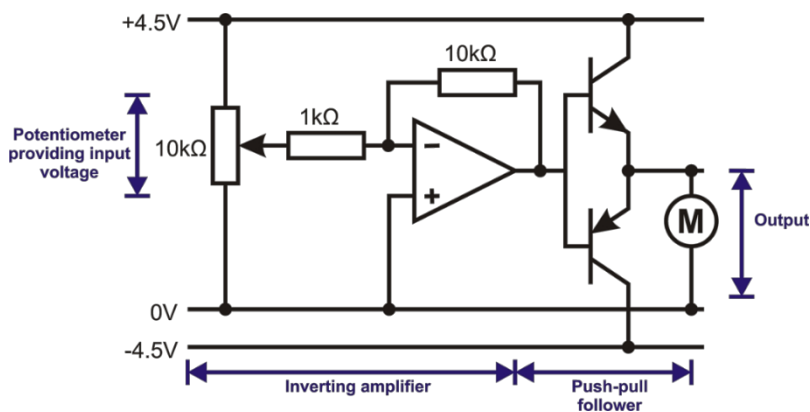 +4.5V
10kΩ
1kΩ
Potentiometer
providing input
voltage
10kΩ
−
+
M
Output
0V
-4.5V
Inverting amplifier
Push-pull
follower